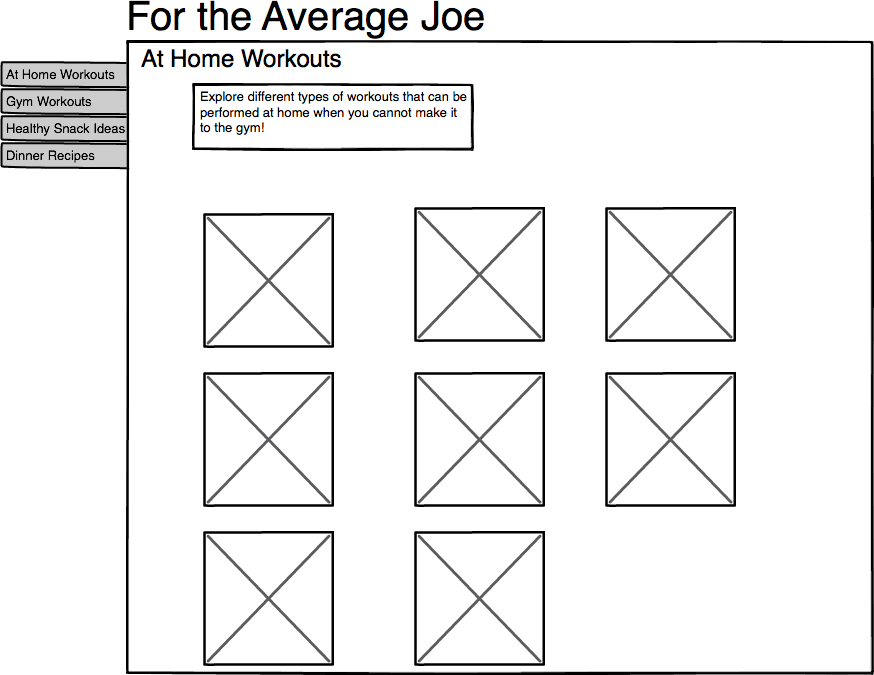 For the Average Joe
At Home Workouts
At Home Workouts
Gym Workouts
Healthy Snack Ideas
Dinner Recipes
Explore different types of workouts that can be
performed at home when you cannot make it
to the gym!